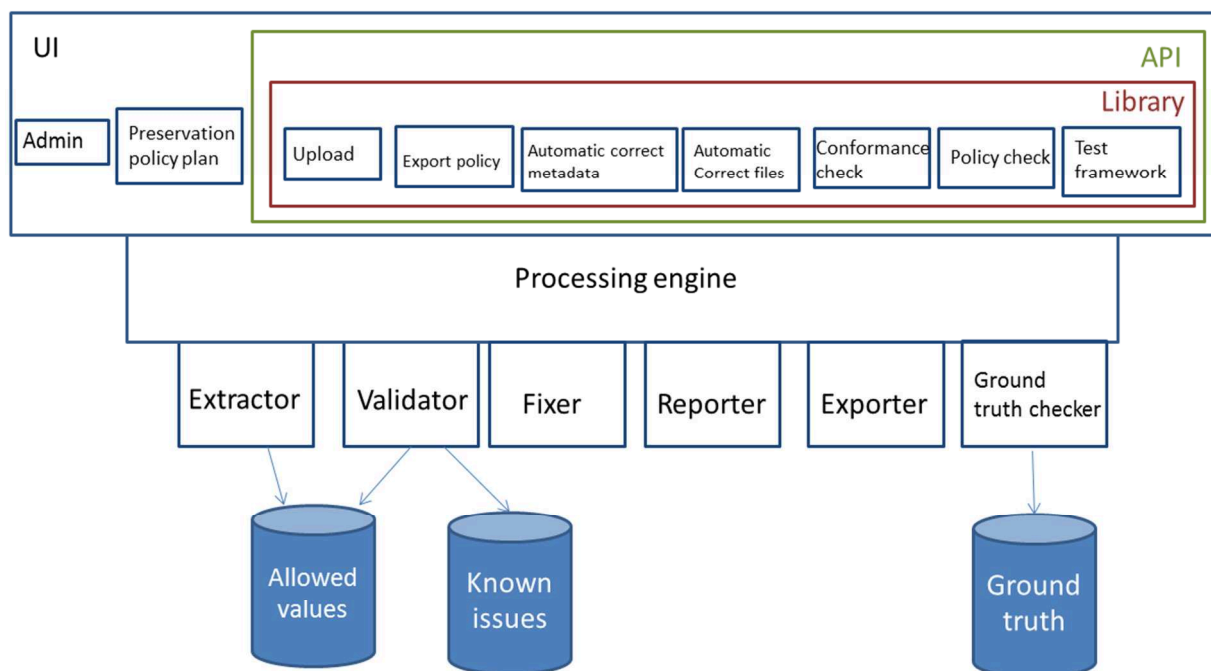 UI
API
Library
Admin
Preservation
policy plan
Upload
Export policy
Automatic correct
metadata
Automatic
Correct files
Conformance
check
Policy check
Test
framework
Processing engine
Extractor
Validator
Fixer
Reporter
Exporter
Ground
truth checker
Allowed
values
Known
issues
Ground
truth